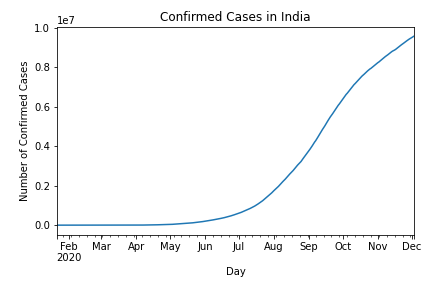 Confirmed Cases in India
1e7
1.0
0.8
0.6
0.4
0.2
0.0
Number of Confirmed Cases
Feb Mar Apr May Jun Jul Aug Sep Oct Nov Dec
2020
Day